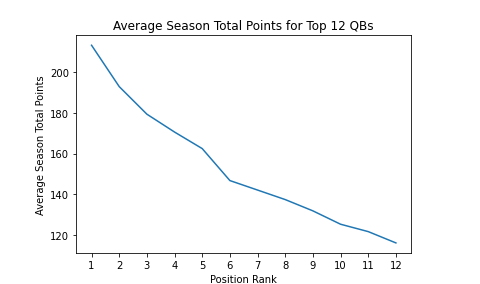 Average Season Total Points for Top 12 QBs
Average Season Total Points
200
180
160
140
120
1 2 3 4 5 6 7 8 9 10 11 12
Position Rank